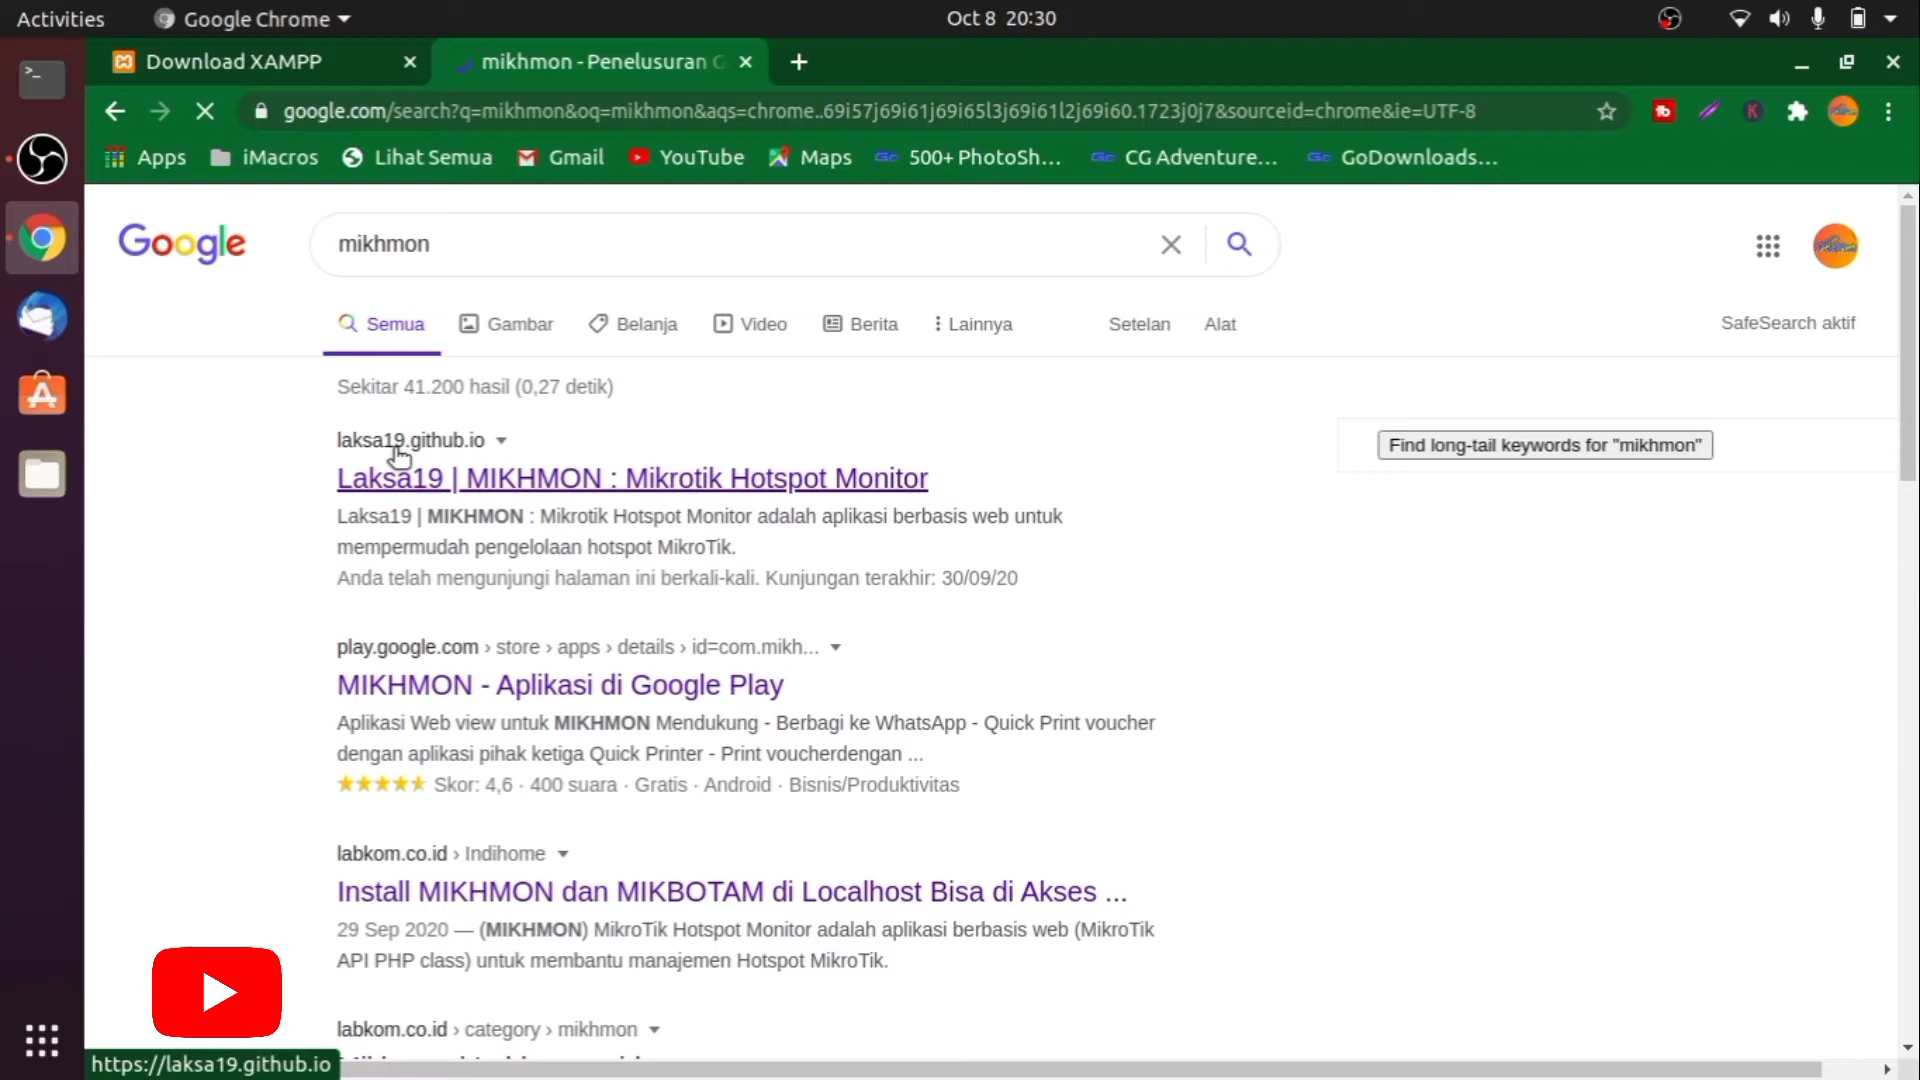 Activities
Google Chrome
Oct 8 20:30
Download XAMPP
mikhmon - Penelusuran G
google.com/search?q=mikhmon&oq=mikhmon&aqs=chrome..69i57j69i61j69i65l3j69i61l2j69i60.1723j0j7&sourceid=chrome&ie=UTF-8
Apps
iMacros
Lihat Semua
Gmail
YouTube
Maps
500+ PhotoSh...
CG Adventure...
GoDownloads...
Google
mikhmon
Semua
Gambar
Belanja
Video
Berita
Lainnya
Setelan
Alat
SafeSearch aktif
Sekitar 41.200 hasil (0,27 detik)
laksa19.github.io
Find long-tail keywords for "mikhmon"
Laksa19 | MIKHMON : Mikrotik Hotspot Monitor
Laksa19 | MIKHMON : Mikrotik Hotspot Monitor adalah aplikasi berbasis web untuk
mempermudah pengelolaan hotspot MikroTik.
Anda telah mengunjungi halaman ini berkali-kali. Kunjungan terakhir: 30/09/20
play.google.com › store › apps › details › id=com.mikh...
MIKHMON - Aplikasi di Google Play
Aplikasi Web view untuk MIKHMON Mendukung - Berbagi ke WhatsApp - Quick Print voucher
dengan aplikasi pihak ketiga Quick Printer - Print voucherdengan ...
Skor: 4,6 · 400 suara · Gratis · Android · Bisnis/Produktivitas
labkom.co.id › Indihome
Install MIKHMON dan MIKBOTAM di Localhost Bisa di Akses ...
29 Sep 2020 — (MIKHMON) MikroTik Hotspot Monitor adalah aplikasi berbasis web (MikroTik
API PHP class) untuk membantu manajemen Hotspot MikroTik.
labkom.co.id › category › mikhmon
https://laksa19.github.io